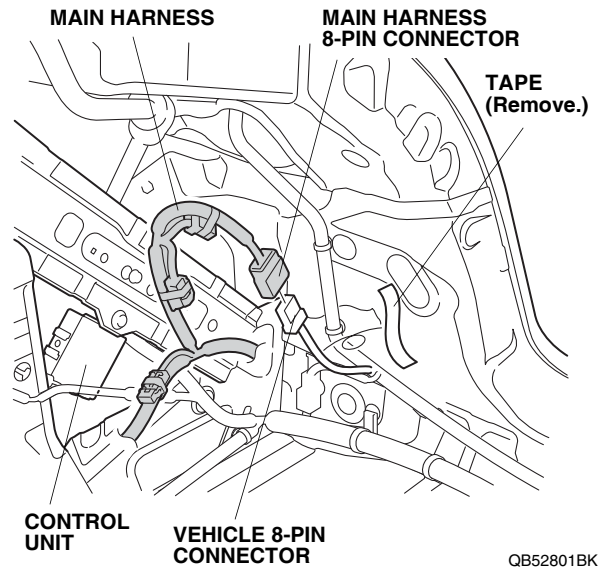 MAIN HARNESS
MAIN HARNESS
8-PIN CONNECTOR
TAPE
(Remove.)
CONTROL
UNIT
VEHICLE 8-PIN
CONNECTOR
QB52801BK